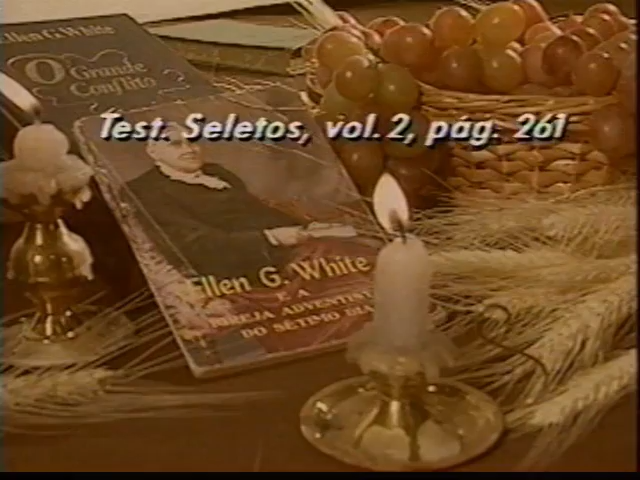 Ellen G. White
O Grande
Conflito
Test. Seletos, vol. 2, pág. 261
Ellen G. White
E A
IGREJA ADVENTISTA
DO SÉTIMO DIA